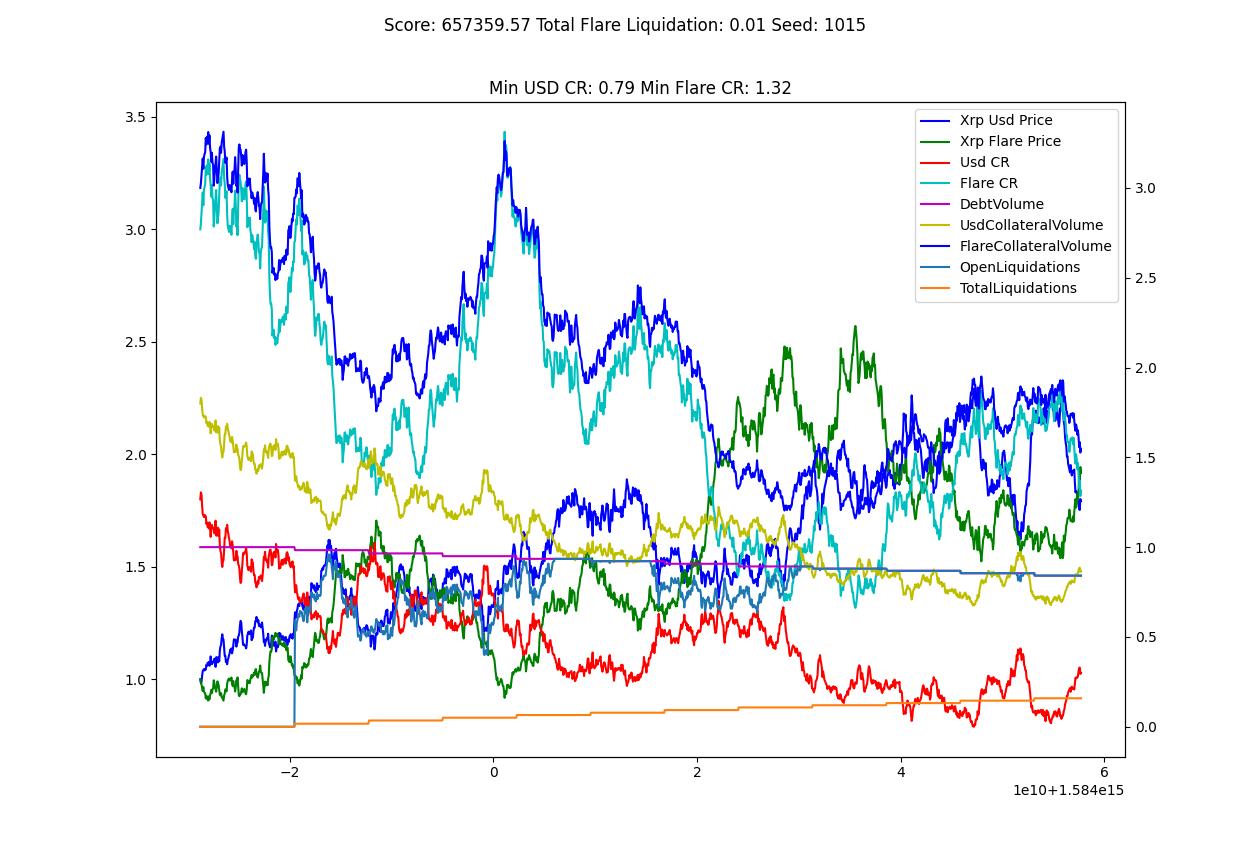 Score: 657359.57 Total Flare Liquidation: 0.01 Seed: 1015
Min USD CR: 0.79 Min Flare CR: 1.32
3.5
3.0
2.5
2.0
1.5
1.0
Xrp Usd Price
Xrp Flare Price
Usd CR
Flare CR
DebtVolume
UsdCollateralVolume
FlareCollateralVolume
OpenLiquidations
TotalLiquidations
3.0
2.5
2.0
1.5
1.0
0.5
0.0
−2 0 2 4 6
1e10+1.584e15